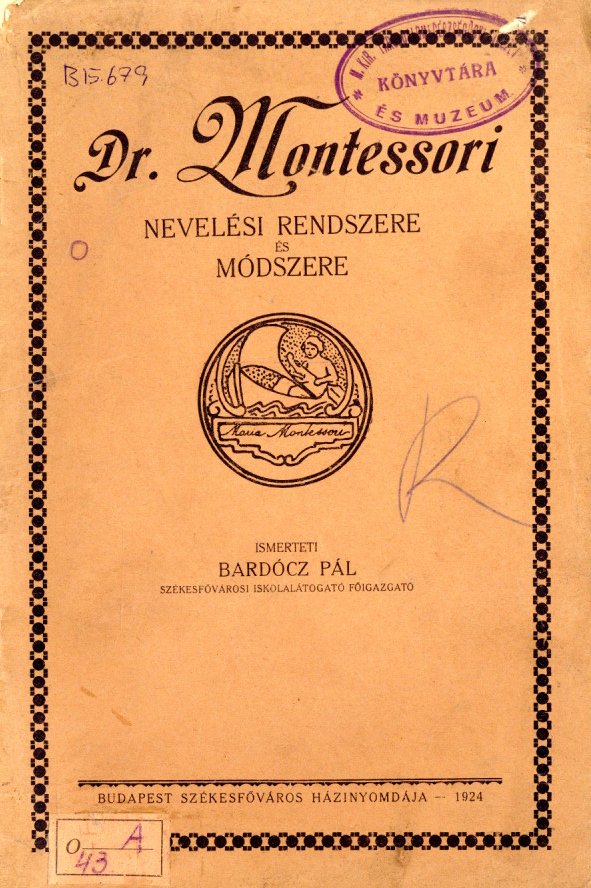 B15.679
M. KIR.
KÖNYVTÁRA
ÉS MUZEUM.
Dr. Montessori
NEVELÉSI RENDSZERE
ÉS
MÓDSZERE
Maria Montessori
R
ISMERTETI
BARDÓCZ PÁL
SZÉKESFŐVÁROSI ISKOLALÁTOGATÓ FŐIGAZGATÓ
BUDAPEST SZÉKESFŐVÁROS HÁZINYOMDÁJA — 1924
O A
43